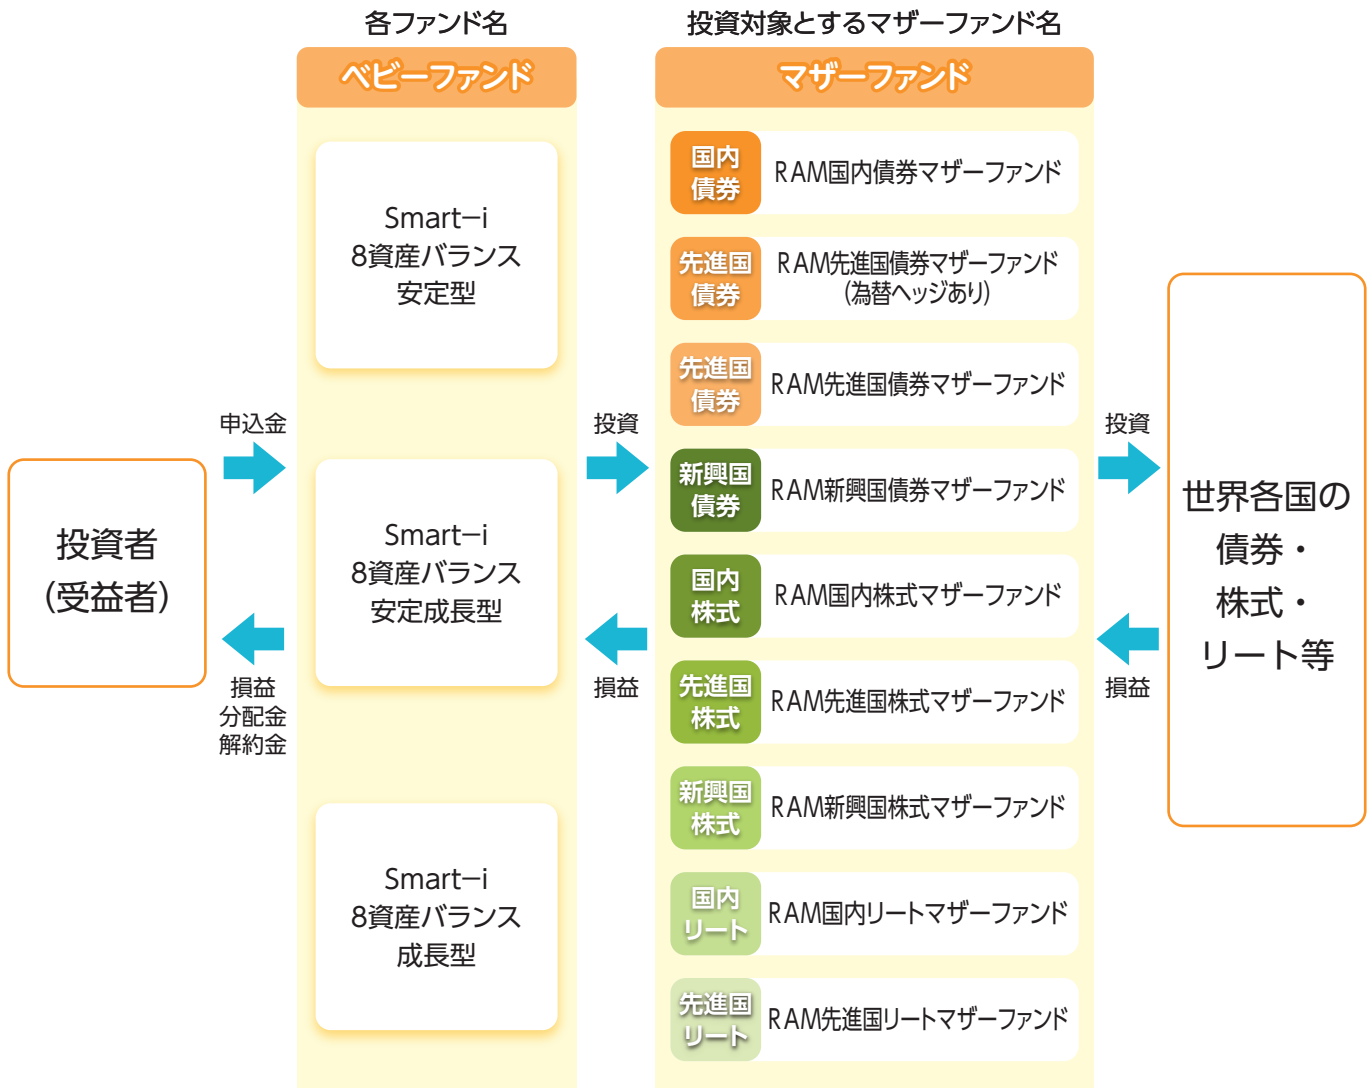 各ファンド名
投資対象とするマザーファンド名
ベビーファンド
マザーファンド
投資者
(受益者)
申込金
損益
分配金
解約金
Smart−i
8資産バランス
安定型
Smart−i
8資産バランス
安定成長型
Smart−i
8資産バランス
成長型
投資
損益
国内
債券
RAM国内債券マザーファンド
先進国
債券
RAM先進国債券マザーファンド
(為替ヘッジあり)
先進国
債券
RAM先進国債券マザーファンド
新興国
債券
RAM新興国債券マザーファンド
国内
株式
RAM国内株式マザーファンド
先進国
株式
RAM先進国株式マザーファンド
新興国
株式
RAM新興国株式マザーファンド
国内
リート
RAM国内リートマザーファンド
先進国
リート
RAM先進国リートマザーファンド
投資
損益
世界各国の
債券・
株式・
リート等